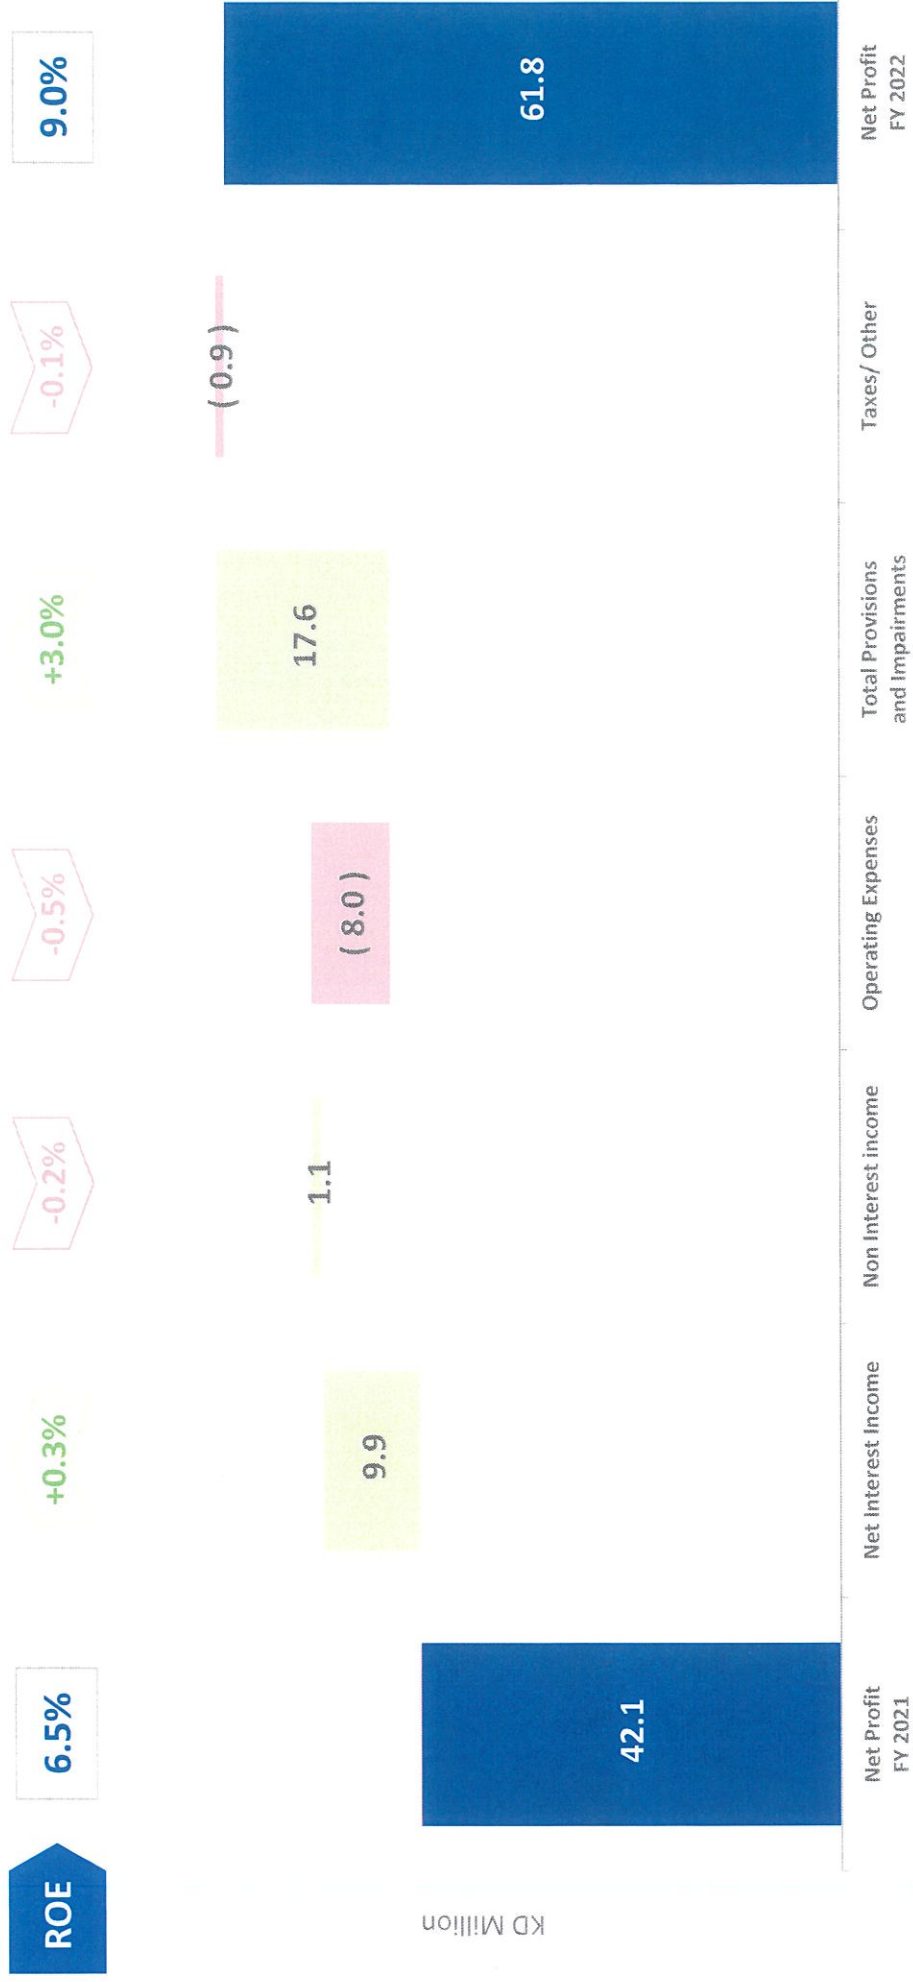 ROE
6.5%
+0.3%
-0.2%
-0.5%
+3.0%
-0.1%
9.0%
KD Million
42.1
9.9
1.1
( 8.0 )
17.6
( 0.9 )
61.8
Net Profit
FY 2021
Net Interest Income
Non Interest income
Operating Expenses
Total Provisions
and Impairments
Taxes/ Other
Net Profit
FY 2022